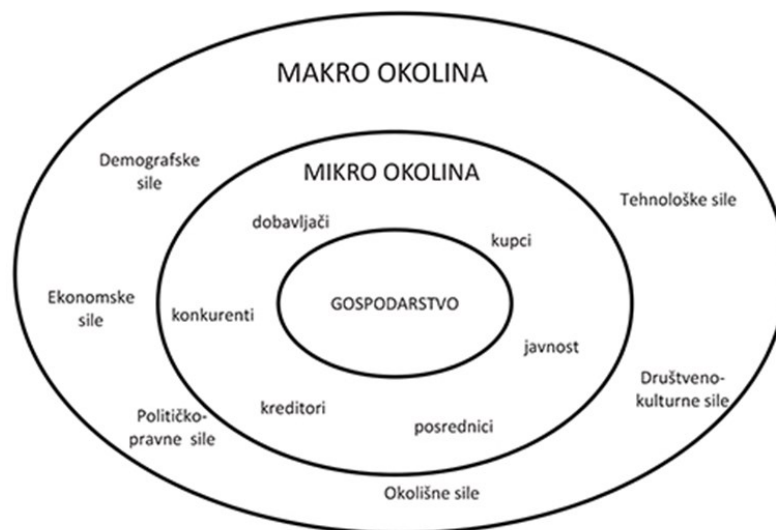 MAKRO OKOLINA
Demografske
sile
MIKRO OKOLINA
Tehnološke sile
dobavljači
kupci
Ekonomske
sile
konkurenti
GOSPODARSTVO
javnost
Društveno-
kulturne sile
kreditori
Političko-
pravne sile
posrednici
Okolišne sile